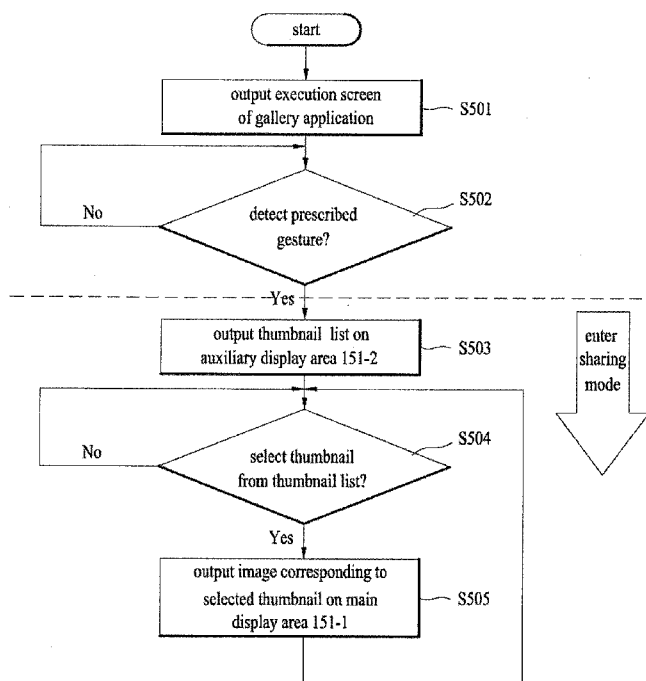 start
output execution screen
of gallery application
S501
S502
No
detect prescribed
gesture?
Yes
output thumbnail list on
auxiliary display area 151-2
S503
enter
sharing
mode
S504
No
select thumbnail
from thumbnail list?
Yes
output image corresponding to
selected thumbnail on main
display area 151-1
S505